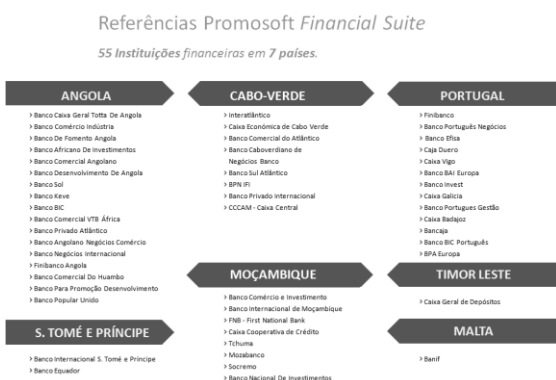 Referências Promosoft Financial Suite
55 Instituições financeiras em 7 países.
ANGOLA
> Banco Caixa Geral Totta De Angola
> Banco Comércio Indústria
> Banco De Fomento Angola
> Banco Africano De Investimentos
> Banco Comercial Angolano
> Banco Desenvolvimento De Angola
> Banco Sol
> Banco Keve
> Banco BIC
> Banco Comercial VTB África
> Banco Privado Atlântico
> Banco Angolano Negócios Comércio
> Banco Negócios Internacional
> Finibanco Angola
> Banco Comercial Do Huambo
> Banco Para Promoção Desenvolvimento
> Banco Popular Unido
S. TOMÉ E PRÍNCIPE
> Banco Internacional S. Tomé e Príncipe
> Banco Equador
CABO-VERDE
> Interatlântico
> Caixa Económica de Cabo Verde
> Banco Comercial do Atlântico
> Banco Caboverdiano de
Negócios Banco
> Banco Sul Atlântico
> BPN IFI
> Banco Privado Internacional
> CCCAM - Caixa Central
MOÇAMBIQUE
> Banco Comércio e Investimento
> Banco Internacional de Moçambique
> FNB - First National Bank
> Caixa Cooperativa de Crédito
> Tchuma
> Mozabanco
> Socremo
> Banco Nacional De Investimentos
PORTUGAL
> Finibanco
> Banco Português Negócios
> Banco Efisa
> Caja Duero
> Caixa Vigo
> Banco BAI Europa
> Banco Invest
> Caixa Galicia
> Banco Portugues Gestão
> Caixa Badajoz
> Bancaja
> Banco BIC Português
> BPA Europa
TIMOR LESTE
> Caixa Geral de Depósitos
MALTA
> Banif